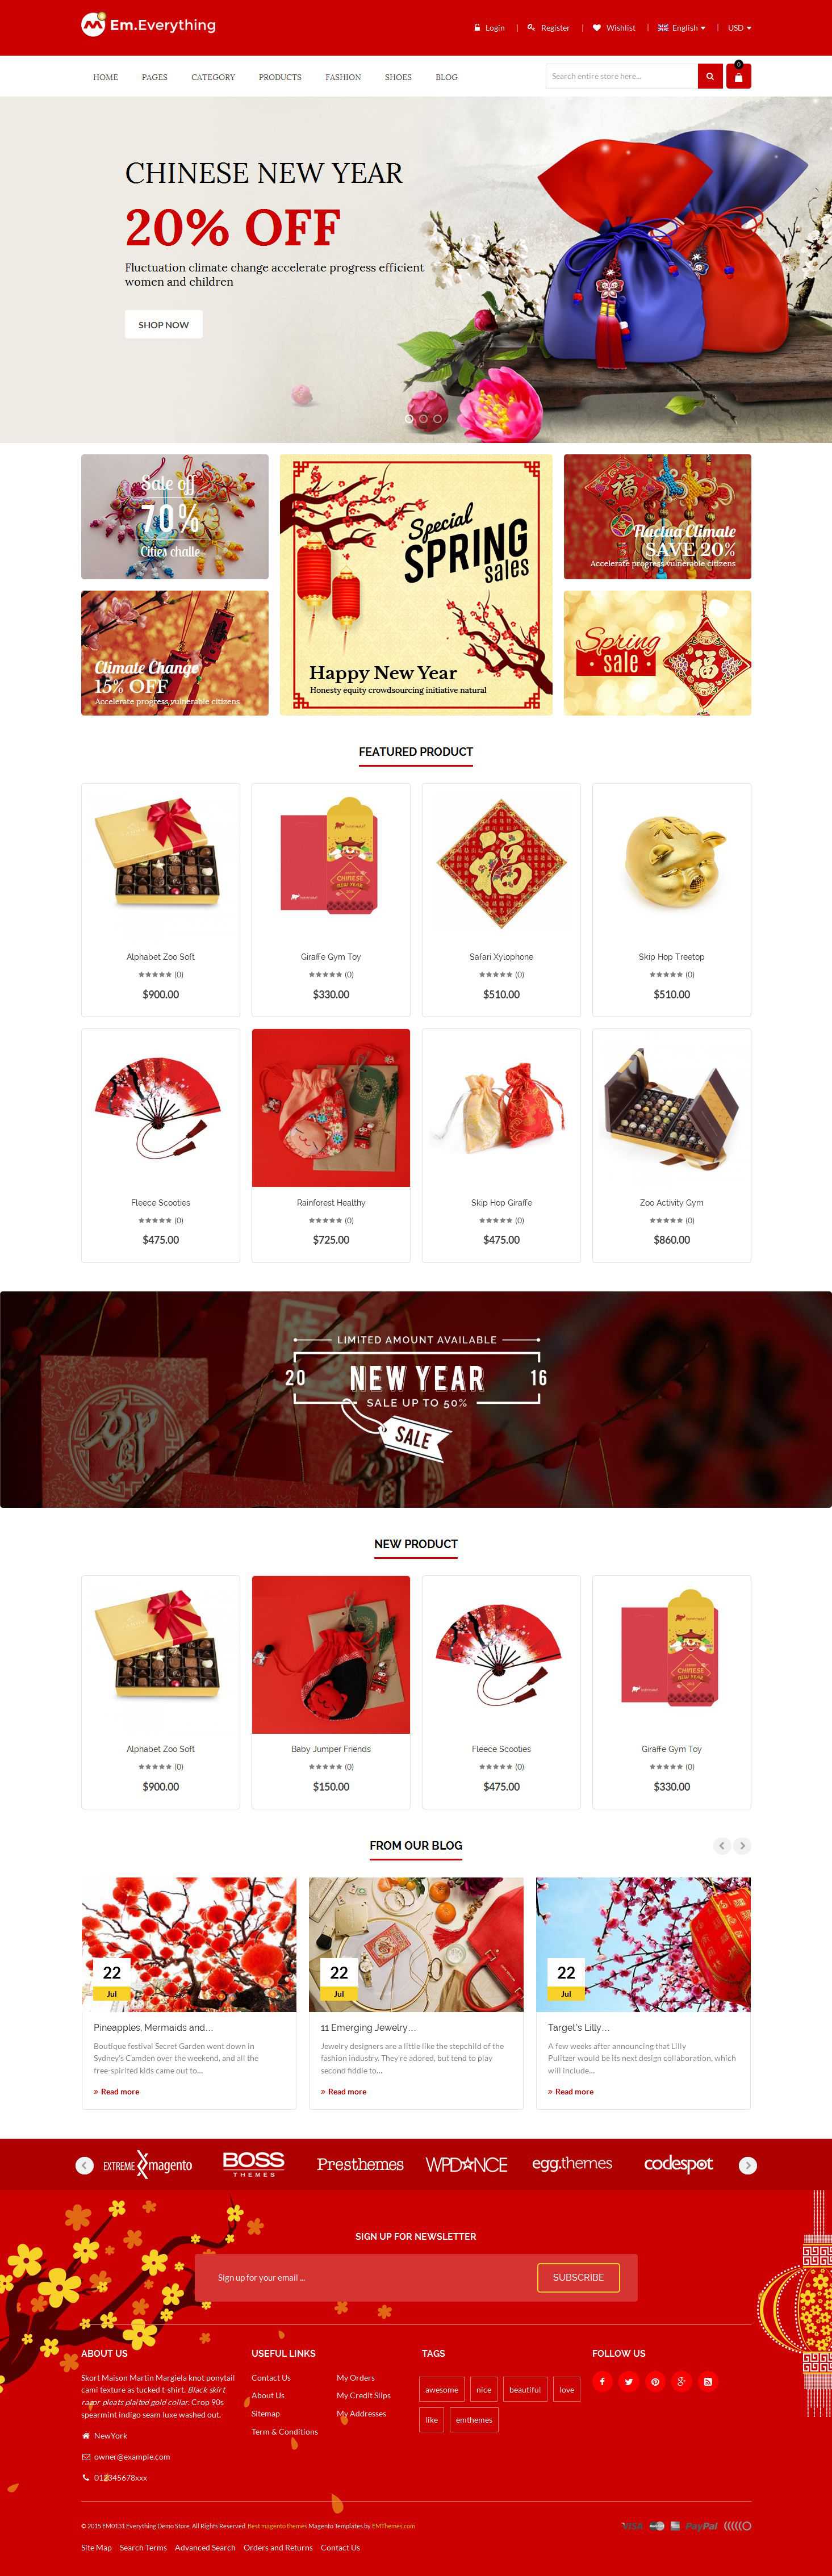 Em.Everything
Login | Register | Wishlist | English | USD
HOME PAGES CATEGORY PRODUCTS FASHION SHOES BLOG
Search entire store here...
0
CHINESE NEW YEAR
20% OFF
Fluctuation climate change accelerate progress efficient
women and children
SHOP NOW
Sale off
70%
Cities challe
Climate Change
15% OFF
Accelerate progress,vulnerable citizens
Special
SPRING
sales
Happy New Year
Honesty equity crowdsourcing initiative natural
福
Fluctua Climate
SAVE 20%
Accelerate progress vulnerable citizens
Spring
sale
福
FEATURED PRODUCT
CHINESE
NEW YEAR
福
Alphabet Zoo Soft
(0)
$900.00
Giraffe Gym Toy
(0)
$330.00
Safari Xylophone
(0)
$510.00
Skip Hop Treetop
(0)
$510.00
Fleece Scooties
(0)
$475.00
Rainforest Healthy
(0)
$725.00
Skip Hop Giraffe
(0)
$475.00
Zoo Activity Gym
(0)
$860.00
LIMITED AMOUNT AVAILABLE
20 NEW YEAR 16
SALE UP TO 50%
SALE
NEW PRODUCT
CHINESE
NEW YEAR
Alphabet Zoo Soft
(0)
$900.00
Baby Jumper Friends
(0)
$150.00
Fleece Scooties
(0)
$475.00
Giraffe Gym Toy
(0)
$330.00
FROM OUR BLOG
22
Jul
Pineapples, Mermaids and...
Boutique festival Secret Garden went down in
Sydney's Camden over the weekend, and all the
free-spirited kids came out to...
Read more
22
Jul
11 Emerging Jewelry...
Jewelry designers are a little like the stepchild of the
fashion industry. They're adored, but tend to play
second fiddle to...
Read more
22
Jul
Target's Lilly...
A few weeks after announcing that Lilly
Pulitzer would be its next design collaboration, which
will include...
Read more
EXTREME magento
BOSS
THEMES
Presthemes
WPDANCE
egg.themes
codespot
SIGN UP FOR NEWSLETTER
Sign up for your email ...
SUBSCRIBE
ABOUT US
Skort Maison Martin Margiela knot ponytail
cami texture as tucked t-shirt. Black skirt
razor pleats plaited gold collar. Crop 90s
spearmint indigo seam luxe washed out.
NewYork
owner@example.com
012345678xxx
USEFUL LINKS
Contact Us
About Us
Sitemap
Term & Conditions
My Orders
My Credit Slips
My Addresses
TAGS
awesome nice beautiful love
like emthemes
FOLLOW US
© 2015 EM0131 Everything Demo Store. All Rights Reserved. Best magento themes Magento Templates by EMThemes.com
VISA PayPal
Site Map Search Terms Advanced Search Orders and Returns Contact Us